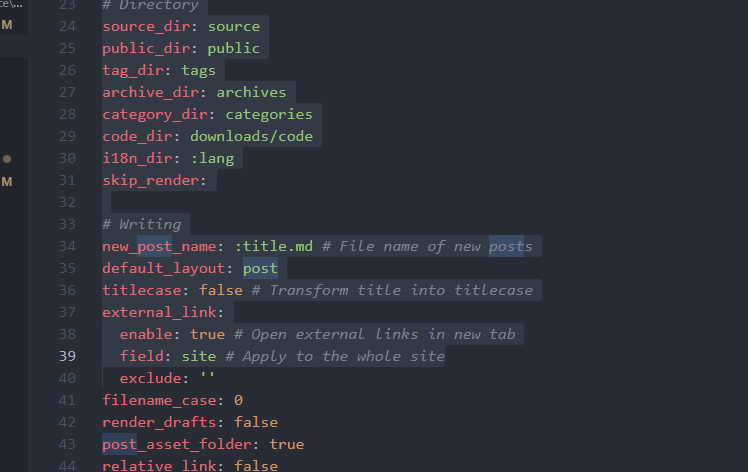 ce\...
M
M
23 # Directory
24 source_dir: source
25 public_dir: public
26 tag_dir: tags
27 archive_dir: archives
28 category_dir: categories
29 code_dir: downloads/code
30 i18n_dir: :lang
31 skip_render:
32
33 # Writing
34 new_post_name: :title.md # File name of new posts
35 default_layout: post
36 titlecase: false # Transform title into titlecase
37 external_link:
38   enable: true # Open external links in new tab
39   field: site # Apply to the whole site
40   exclude: ''
41 filename_case: 0
42 render_drafts: false
43 post_asset_folder: true
44 relative_link: false